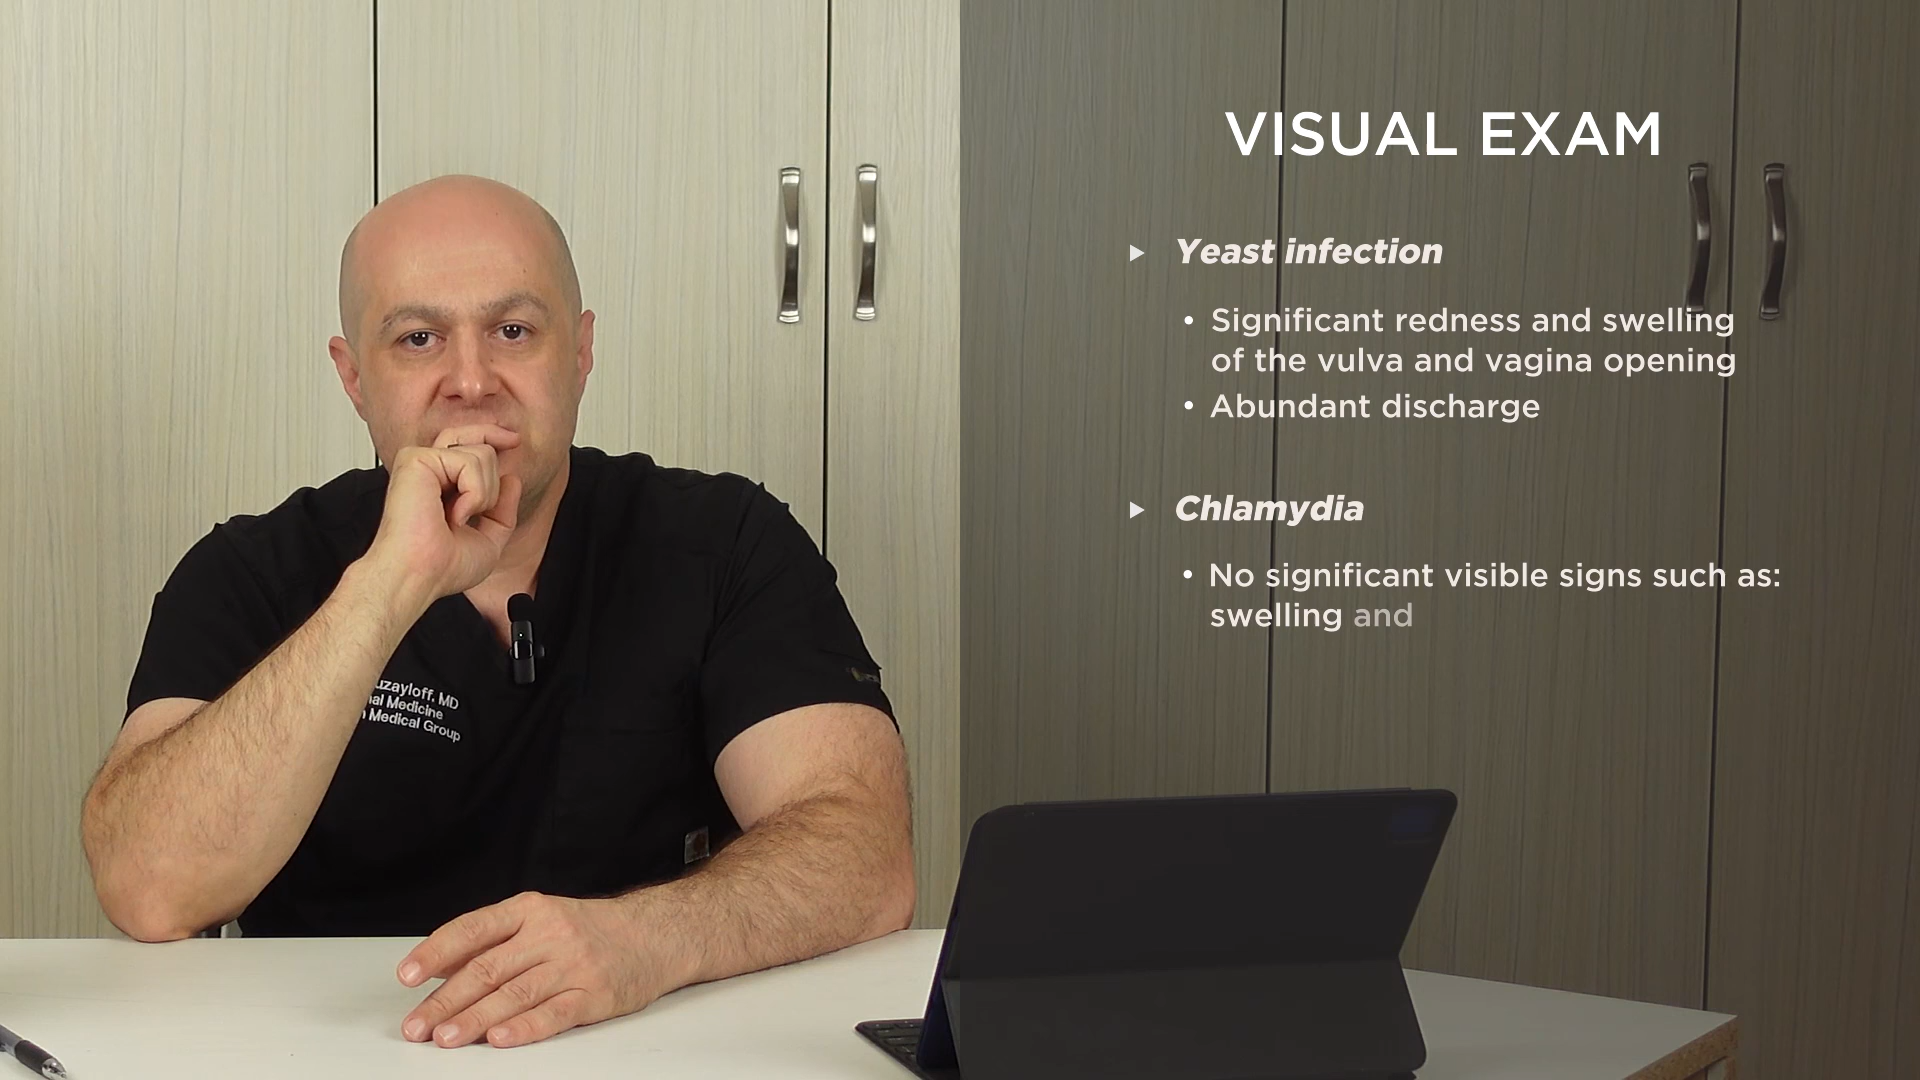 VISUAL EXAM
Yeast infection
• Significant redness and swelling
of the vulva and vagina opening
• Abundant discharge
Chlamydia
• No significant visible signs such as:
swelling and
uzayloff, MD
nal Medicine
Medical Group